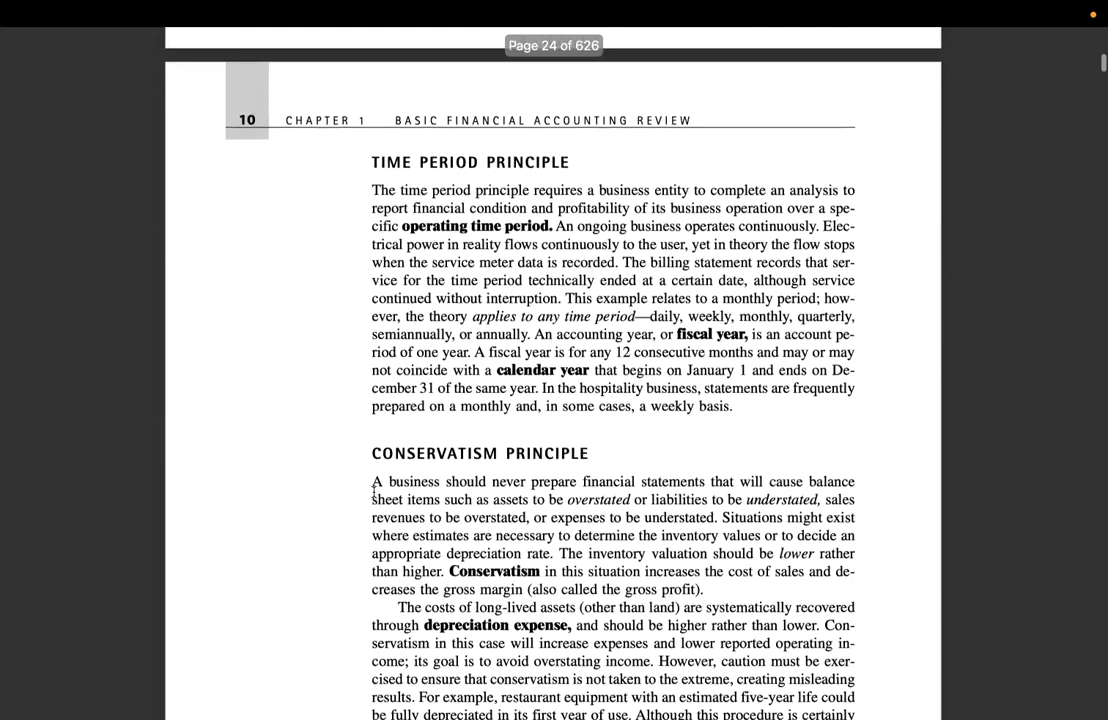 Page 24 of 626
10 CHAPTER 1 BASIC FINANCIAL ACCOUNTING REVIEW
TIME PERIOD PRINCIPLE
The time period principle requires a business entity to complete an analysis to
report financial condition and profitability of its business operation over a spe-
cific operating time period. An ongoing business operates continuously. Elec-
trical power in reality flows continuously to the user, yet in theory the flow stops
when the service meter data is recorded. The billing statement records that ser-
vice for the time period technically ended at a certain date, although service
continued without interruption. This example relates to a monthly period; how-
ever, the theory applies to any time period—daily, weekly, monthly, quarterly,
semiannually, or annually. An accounting year, or fiscal year, is an account pe-
riod of one year. A fiscal year is for any 12 consecutive months and may or may
not coincide with a calendar year that begins on January 1 and ends on De-
cember 31 of the same year. In the hospitality business, statements are frequently
prepared on a monthly and, in some cases, a weekly basis.
CONSERVATISM PRINCIPLE
A business should never prepare financial statements that will cause balance
sheet items such as assets to be overstated or liabilities to be understated, sales
revenues to be overstated, or expenses to be understated. Situations might exist
where estimates are necessary to determine the inventory values or to decide an
appropriate depreciation rate. The inventory valuation should be lower rather
than higher. Conservatism in this situation increases the cost of sales and de-
creases the gross margin (also called the gross profit).
The costs of long-lived assets (other than land) are systematically recovered
through depreciation expense, and should be higher rather than lower. Con-
servatism in this case will increase expenses and lower reported operating in-
come; its goal is to avoid overstating income. However, caution must be exer-
cised to ensure that conservatism is not taken to the extreme, creating misleading
results. For example, restaurant equipment with an estimated five-year life could
be fully depreciated in its first year of use. Although this procedure is certainly